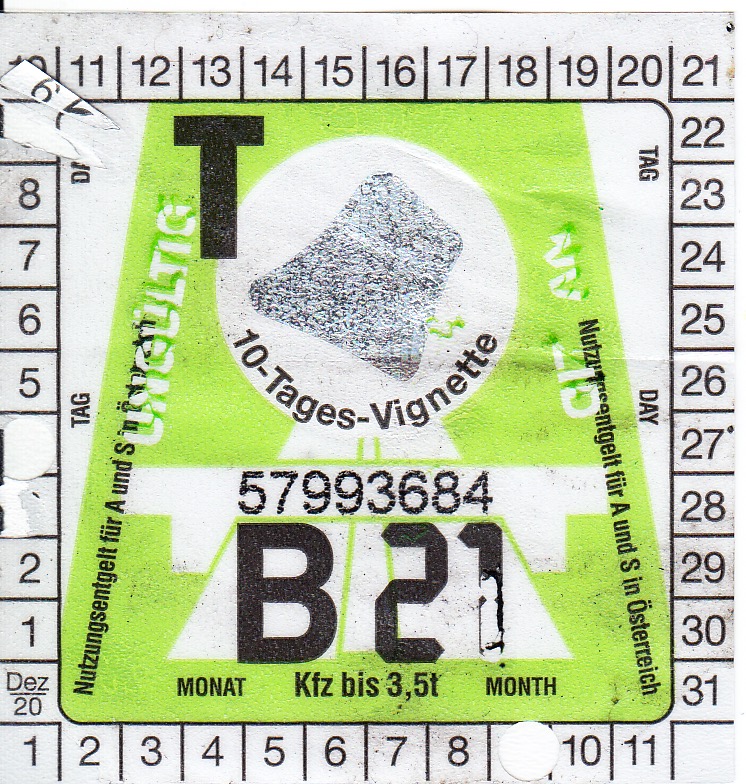 10 11 12 13 14 15 16 17 18 19 20 21
T
TAG
22
8
23
UNGÜLTIG
7
24
6
25
5
26
10-Tages-Vignette
TAG
DAY
27
57993684
28
Nutzungsentgelt für A und S in Österreich
Nutzungsentgelt für A und S in Österreich
B 21
2
29
1
30
MONAT Kfz bis 3,5t MONTH
Dez
20
31
1 2 3 4 5 6 7 8 10 11